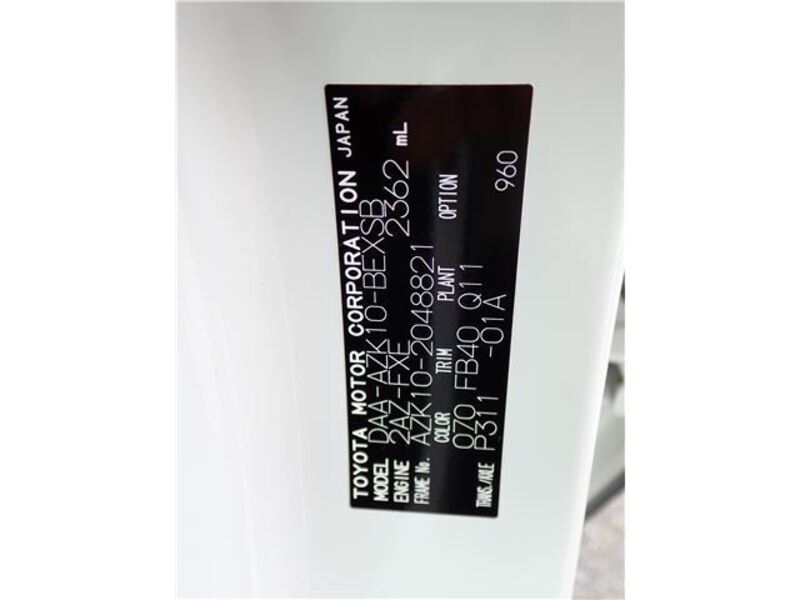 TOYOTA MOTOR CORPORATION JAPAN
MODEL DAA-AZK10-BEXSB
ENGINE 2AZ-FXE 2362 mL
FRAME No. AZK10-2048821
COLOR TRIM PLANT OPTION
070 FB40 Q11
TRANS./AXLE P311 -01A 960